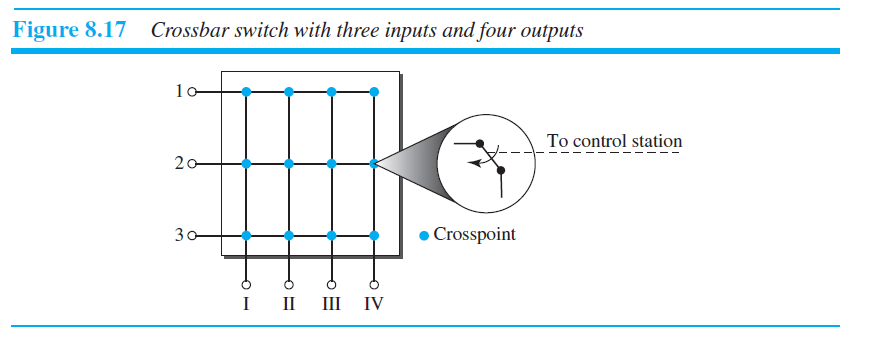 Figure 8.17 Crossbar switch with three inputs and four outputs
1
To control station
2
3
Crosspoint
I II III IV